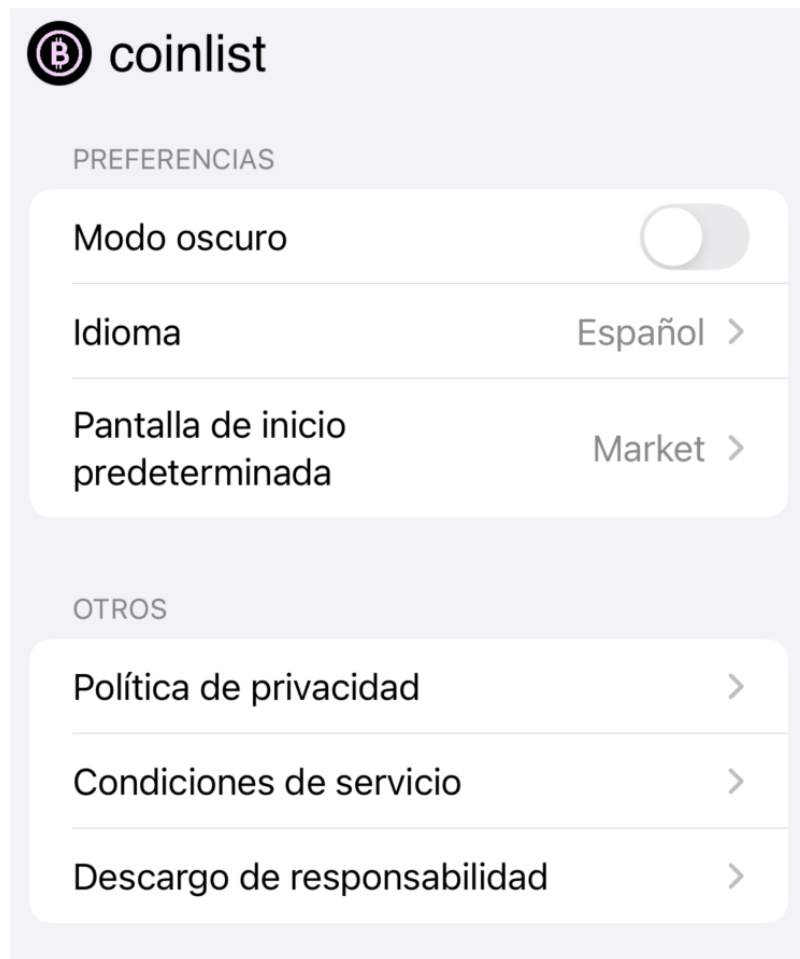 coinlist
PREFERENCIAS
Modo oscuro
Idioma Español
Pantalla de inicio
predeterminada
Market
OTROS
Política de privacidad
Condiciones de servicio
Descargo de responsabilidad